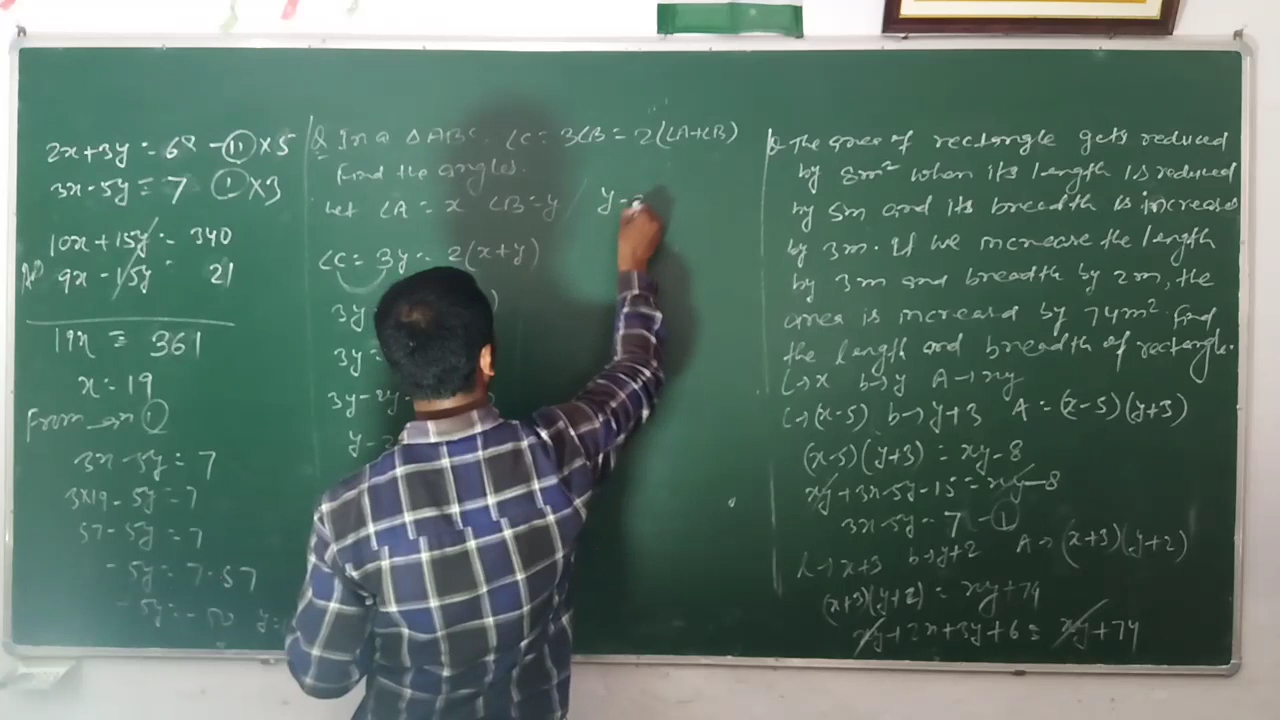 2x+3y = 68 - (11) × 5
3x-5y = 7 (1) × 3
10x + 15y = 340
9x - 15y = 21
19x = 361
x = 19
From (1)
3x-5y = 7
3×19 - 5y = 7
57 - 5y = 7
- 5y = 7-57
- 5y = - 50 y=
Q In a Δ ABC. ∠C = 3∠B = 2(∠A+∠B)
Find the angles.
Let ∠A = x ∠B = y / y -
∠C = 3y = 2(x+y)
3y
3y =
3y-2y-
y-2
Q The area of rectangle gets reduced
by 8m² when its length is reduced
by 5m and its breadth is increased
by 3m. If we increase the length
by 3m and breadth by 2m, the
area is increased by 74m². Find
the length and breadth of rectangle.
L→x b→y A→xy
L→(x-5) b→y+3 A = (x-5)(y+3)
(x-5)(y+3) = xy-8
xy+3x-5y-15 = xy-8
3x-5y = 7 - (1)
L→x+3 b→y+2 A→(x+3)(y+2)
(x+3)(y+2) = xy+74
xy+2x+3y+6 = xy+74